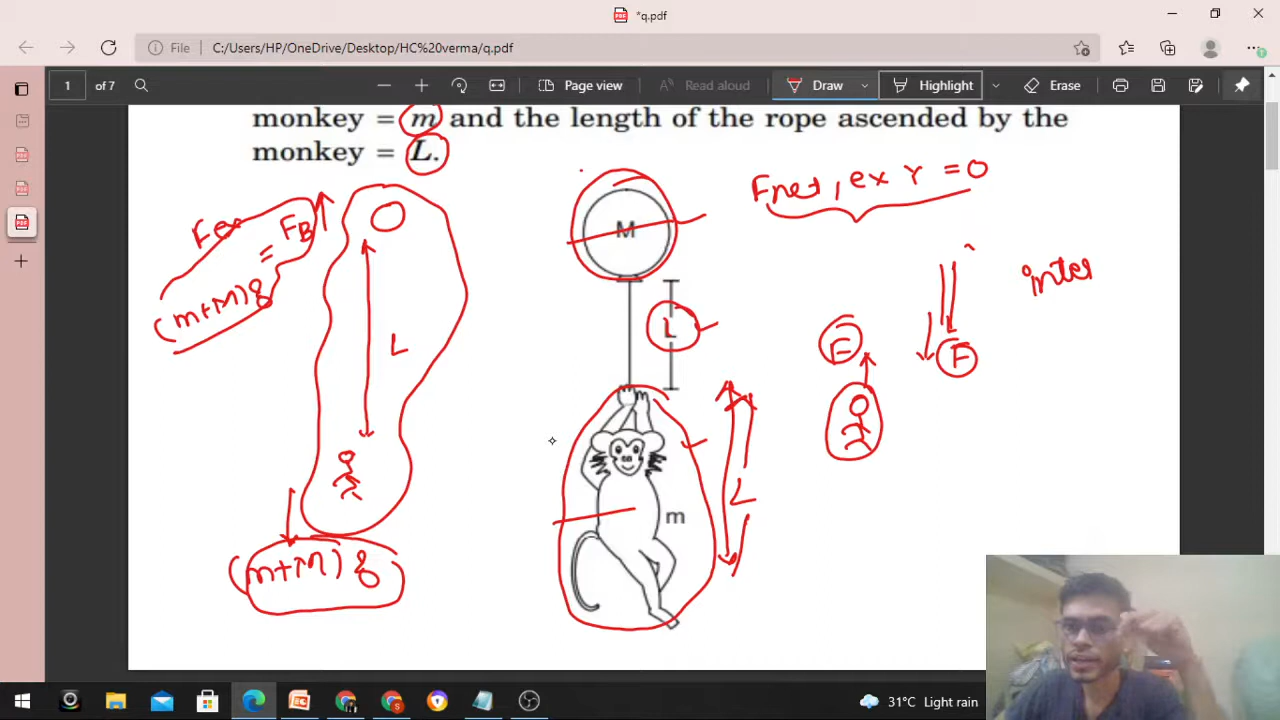 *q.pdf
File
C:/Users/HP/OneDrive/Desktop/HC%20verma/q.pdf
1 of 7
Page view
Read aloud
Draw
Highlight
Erase
monkey = m and the length of the rope ascended by the
monkey = L.
Fnet, ex Y = 0
Fex
= FB
(m+M)g
L
(m+M)g
M
L
m
L
F
F
inter
31°C Light rain